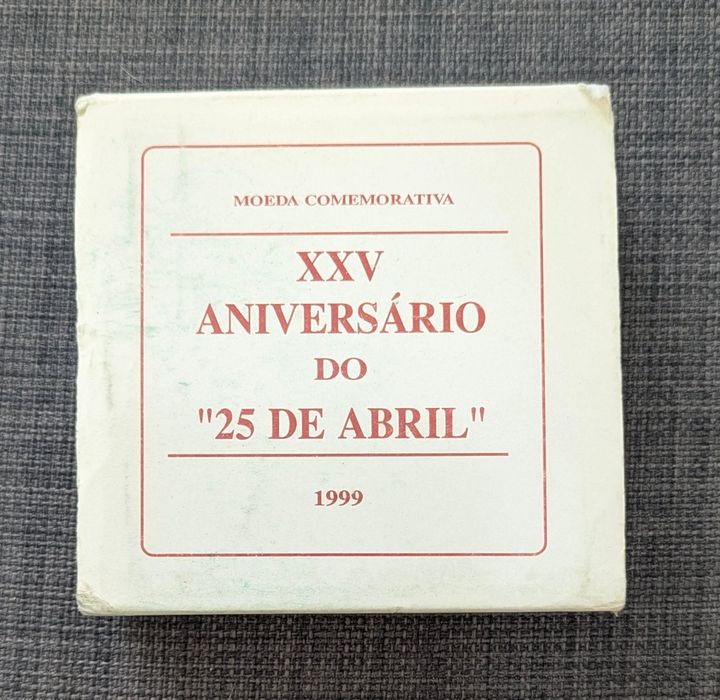 MOEDA COMEMORATIVA
XXV
ANIVERSÁRIO
DO
"25 DE ABRIL"
1999